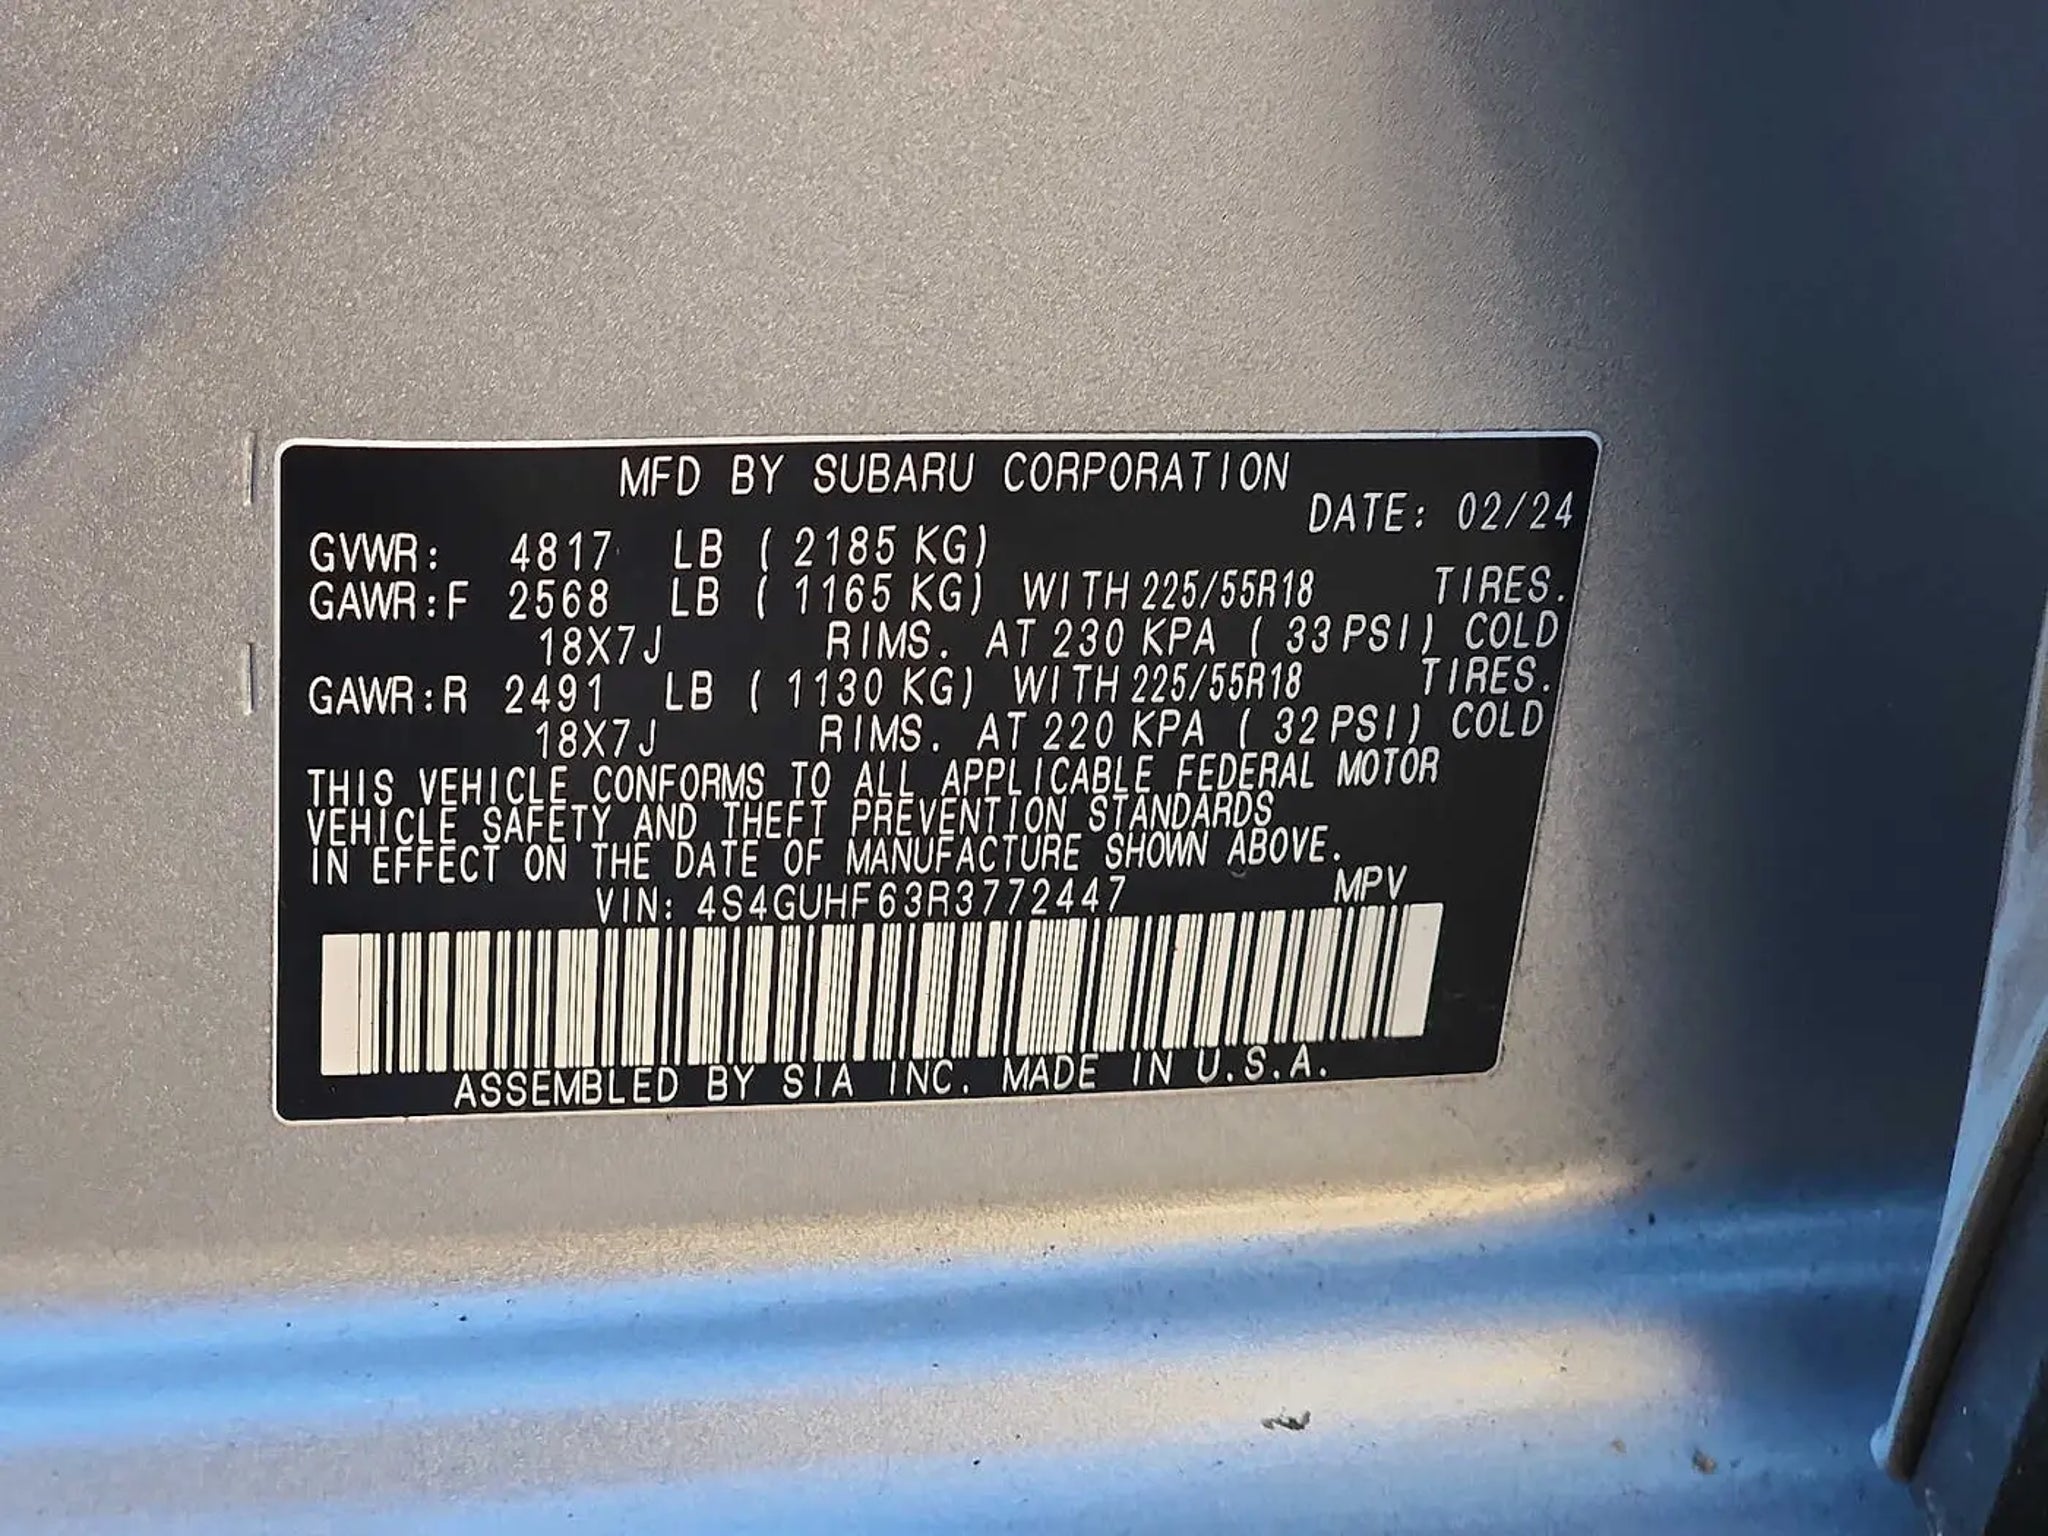 MFD BY SUBARU CORPORATION
DATE: 02/24
GVWR: 4817 LB ( 2185 KG)
GAWR:F 2568 LB ( 1165 KG) WITH 225/55R18 TIRES.
18X7J RIMS. AT 230 KPA ( 33 PSI) COLD
GAWR:R 2491 LB ( 1130 KG) WITH 225/55R18 TIRES.
18X7J RIMS. AT 220 KPA ( 32 PSI) COLD
THIS VEHICLE CONFORMS TO ALL APPLICABLE FEDERAL MOTOR
VEHICLE SAFETY AND THEFT PREVENTION STANDARDS
IN EFFECT ON THE DATE OF MANUFACTURE SHOWN ABOVE.
VIN: 4S4GUHF63R3772447 MPV
ASSEMBLED BY SIA INC. MADE IN U.S.A.